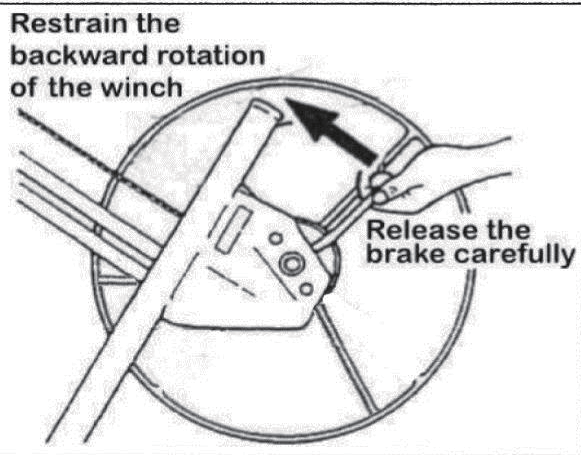 Restrain the
backward rotation
of the winch
Release the
brake carefully